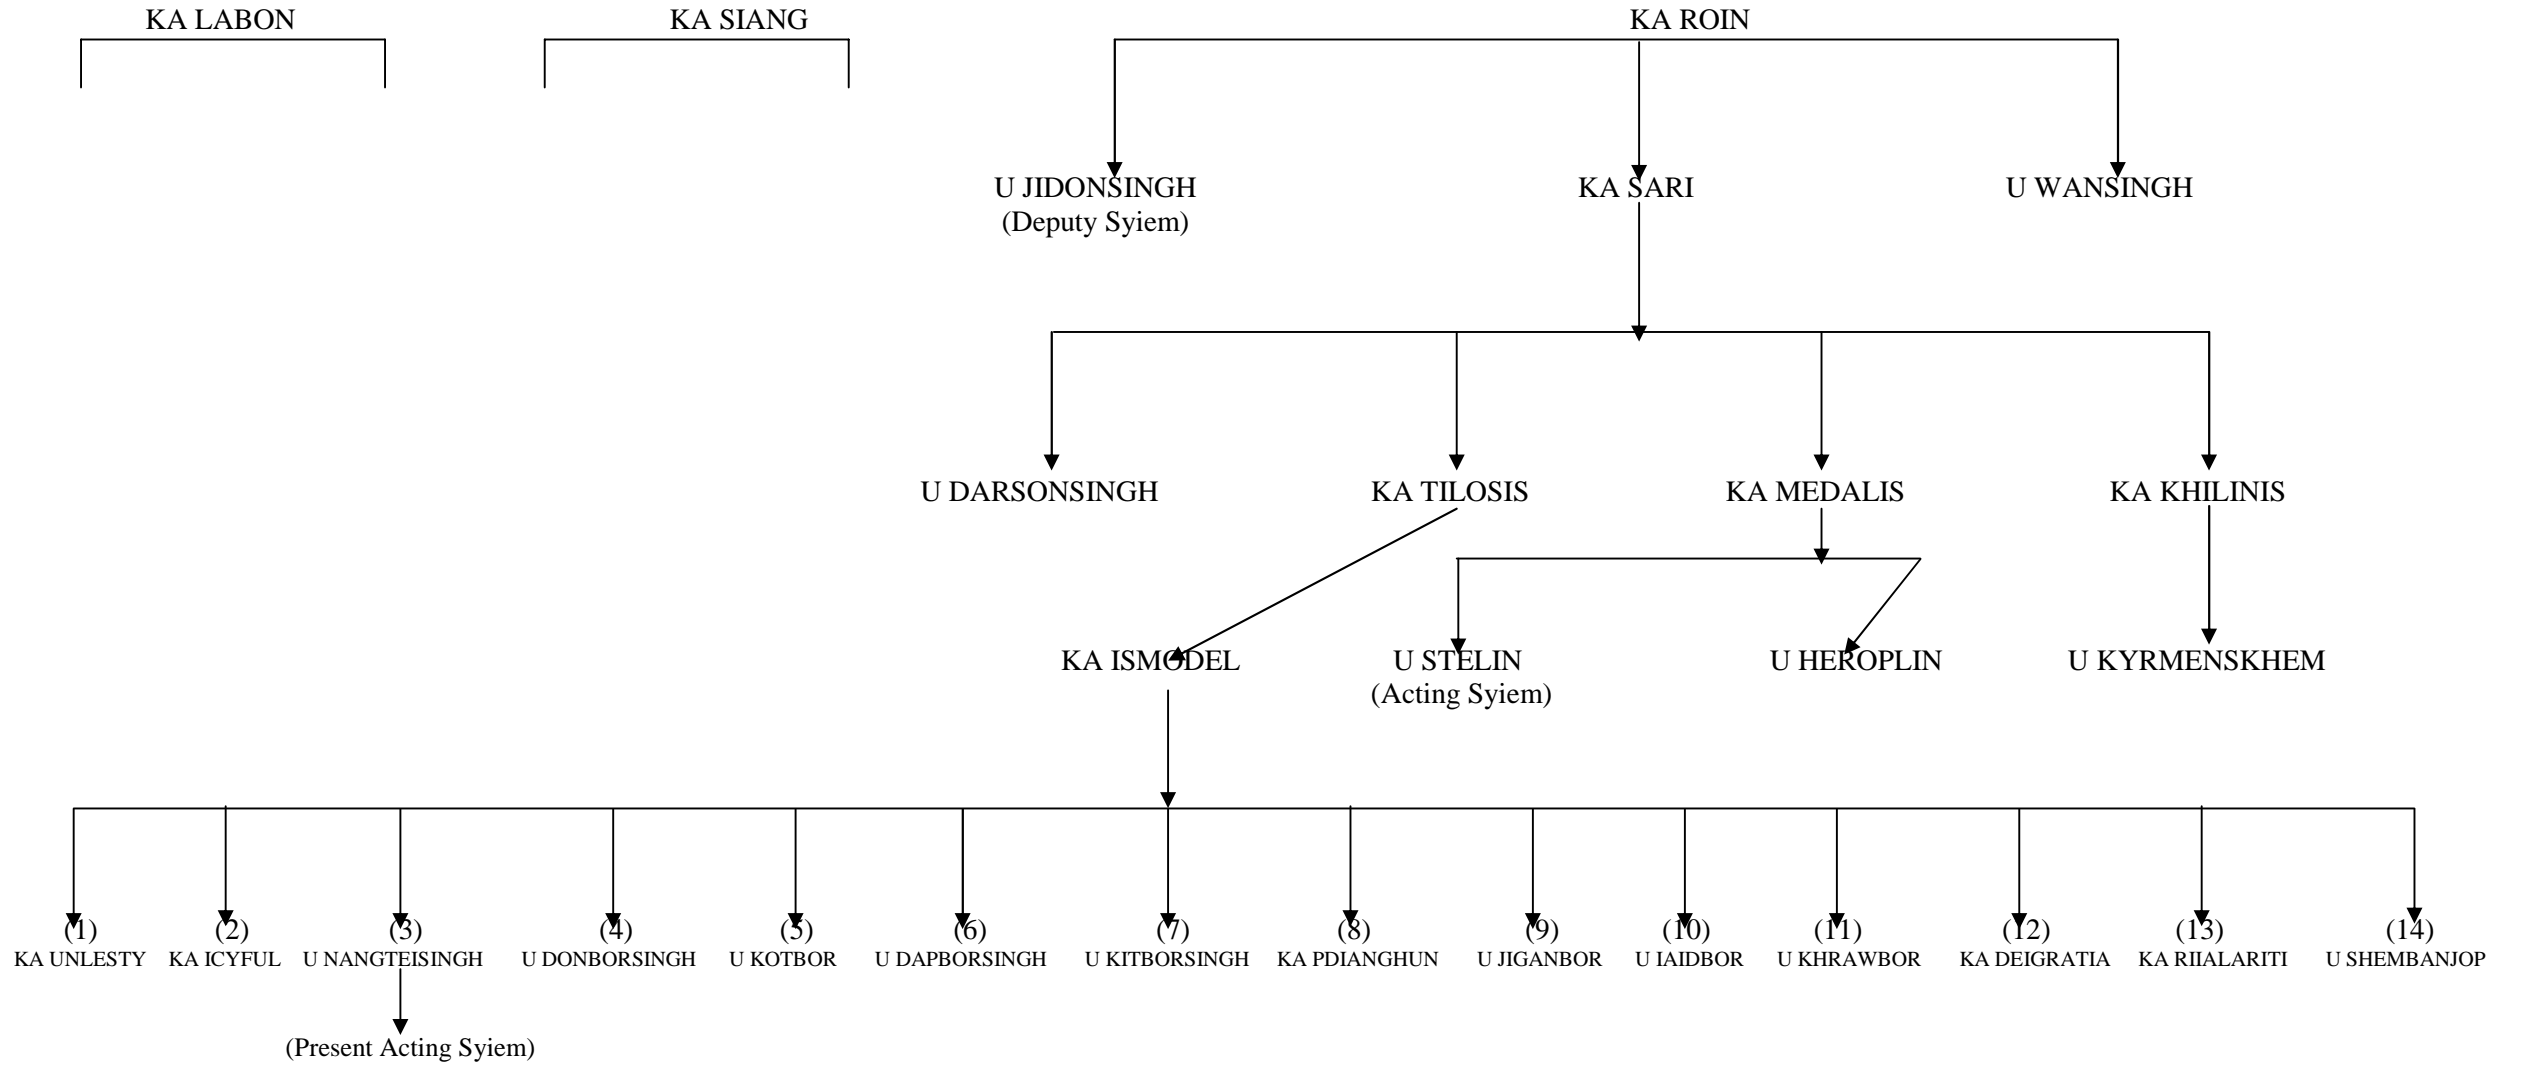 KA LABON
KA SIANG
KA ROIN
U JIDONSINGH
(Deputy Syiem)
KA SARI
U WANSINGH
U DARSONSINGH
KA TILOSIS
KA MEDALIS
KA KHILINIS
KA ISMODEL
U STELIN
(Acting Syiem)
U HEROPLIN
U KYRMENSKHEM
(1)
KA UNLESTY
(2)
KA ICYFUL
(3)
U NANGTEISINGH
(Present Acting Syiem)
(4)
U DONBORSINGH
(5)
U KOTBOR
(6)
U DAPBORSINGH
(7)
U KITBORSINGH
(8)
KA PDIANGHUN
(9)
U JIGANBOR
(10)
U IAIDBOR
(11)
U KHRAWBOR
(12)
KA DEIGRATIA
(13)
KA RIIALARITI
(14)
U SHEMBANJOP